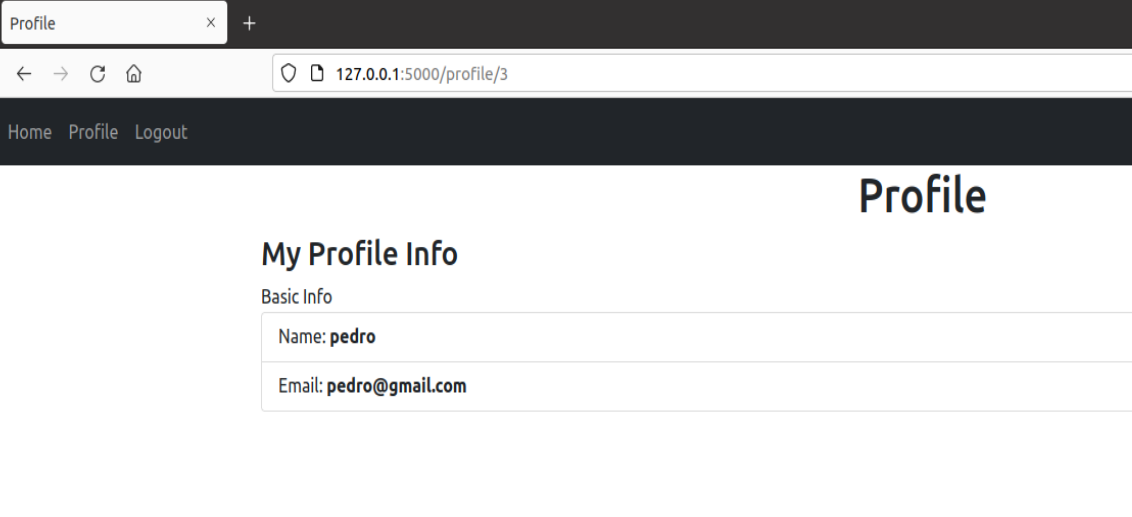 Profile
127.0.0.1:5000/profile/3
Home Profile Logout
Profile
My Profile Info
Basic Info
Name: pedro
Email: pedro@gmail.com